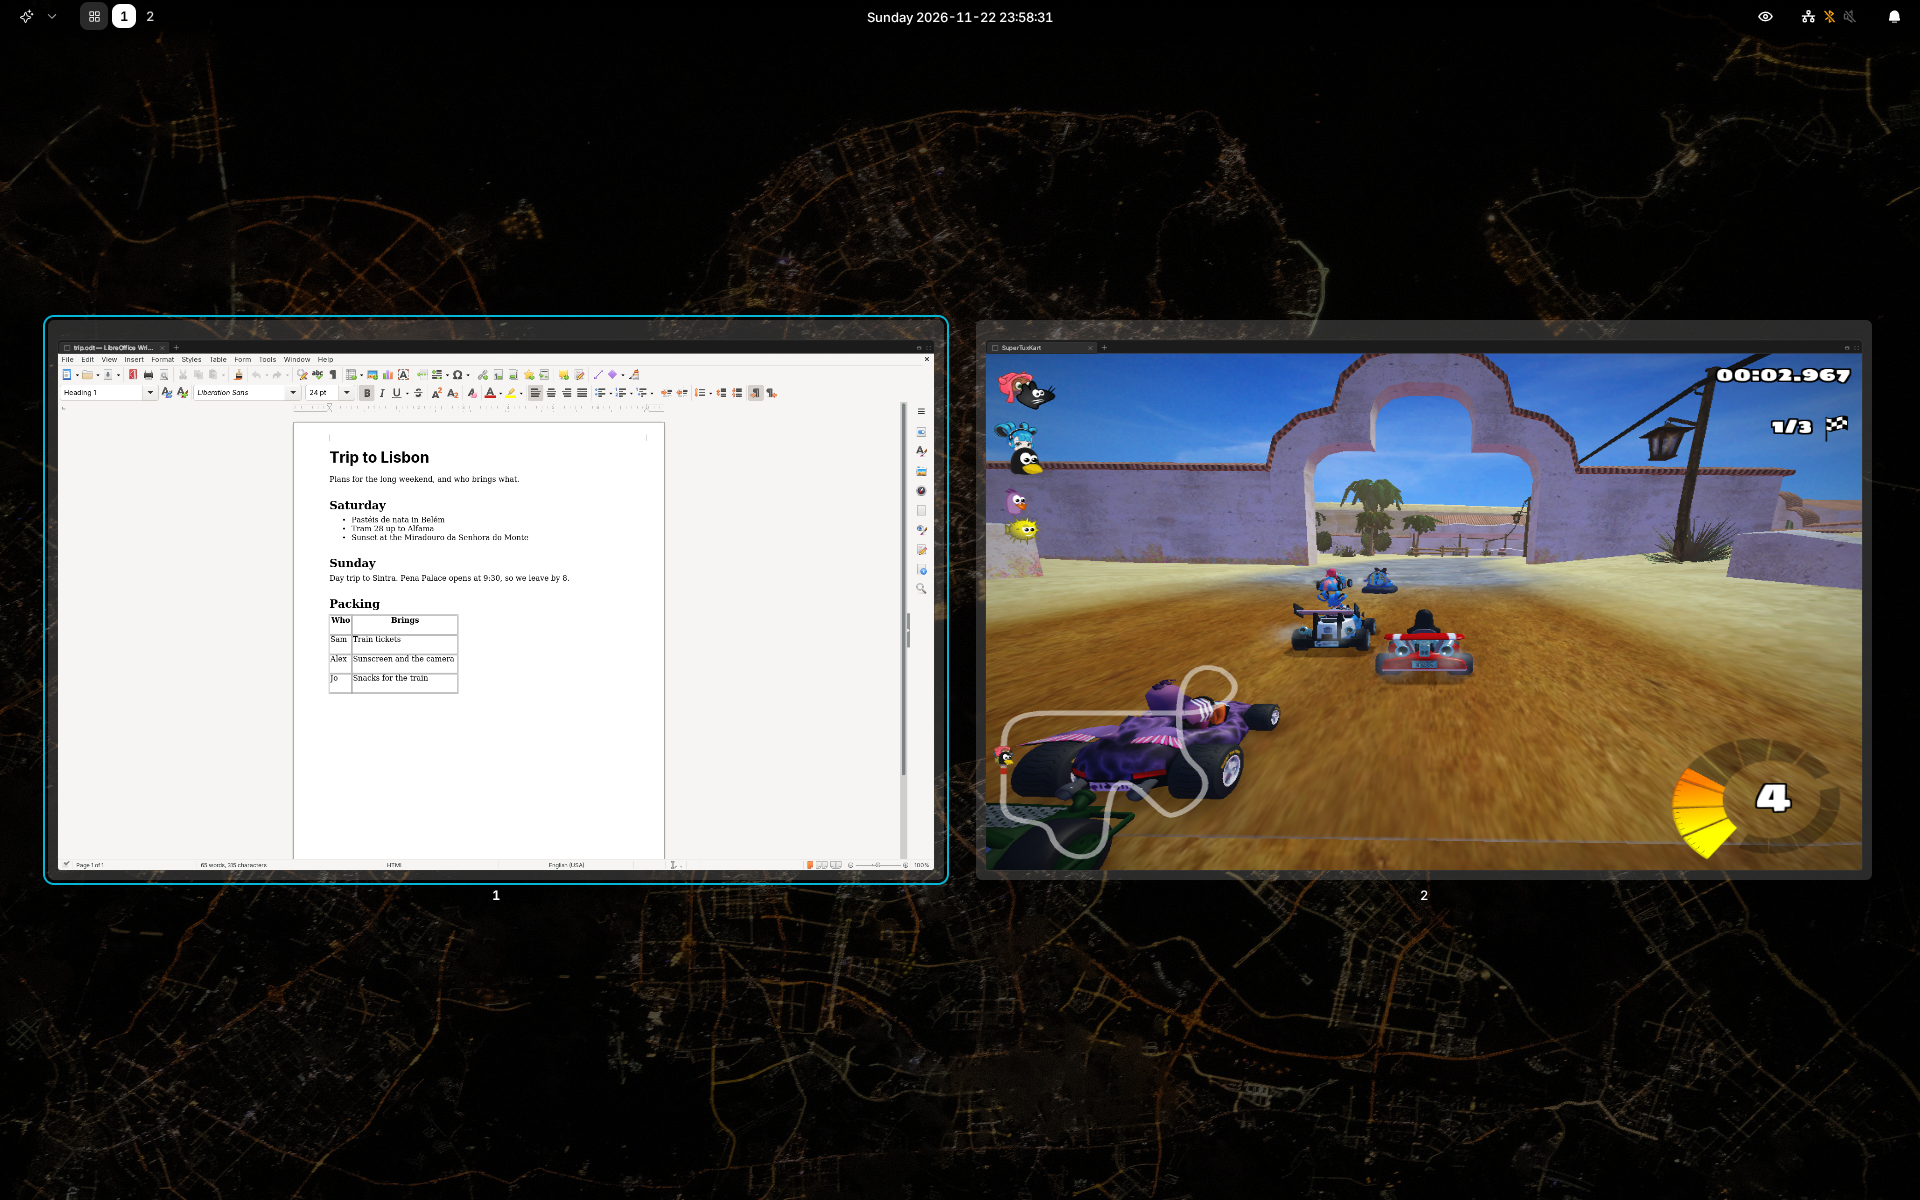 1 2
Sunday 2026-11-22 23:58:31
trip.odt — LibreOffice Wri...
File Edit View Insert Format Styles Table Form Tools Window Help
Heading 1
Liberation Sans
24 pt
Trip to Lisbon
Plans for the long weekend, and who brings what.
Saturday
• Pastéis de nata in Belém
• Tram 28 up to Alfama
• Sunset at the Miradouro da Senhora do Monte
Sunday
Day trip to Sintra. Pena Palace opens at 9:30, so we leave by 8.
Packing
Who Brings
Sam Train tickets
Alex Sunscreen and the camera
Jo Snacks for the train
Page 1 of 1
65 words, 315 characters
HTML
English (USA)
100%
1
SuperTuxKart
00:02.967
1/3
4
2